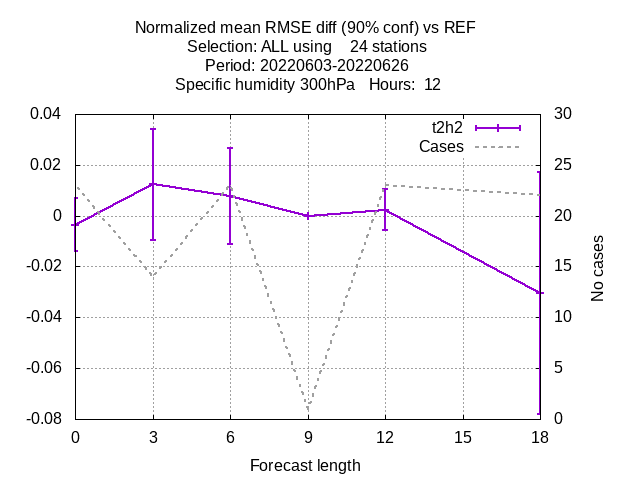 Normalized mean RMSE diff (90% conf) vs REF
Selection: ALL using    24 stations
Period: 20220603-20220626
Specific humidity 300hPa   Hours:  12
t2h2
Cases
0.04
0.02
0
-0.02
-0.04
-0.06
-0.08
30
25
20
15
10
5
0
No cases
0 3 6 9 12 15 18
Forecast length